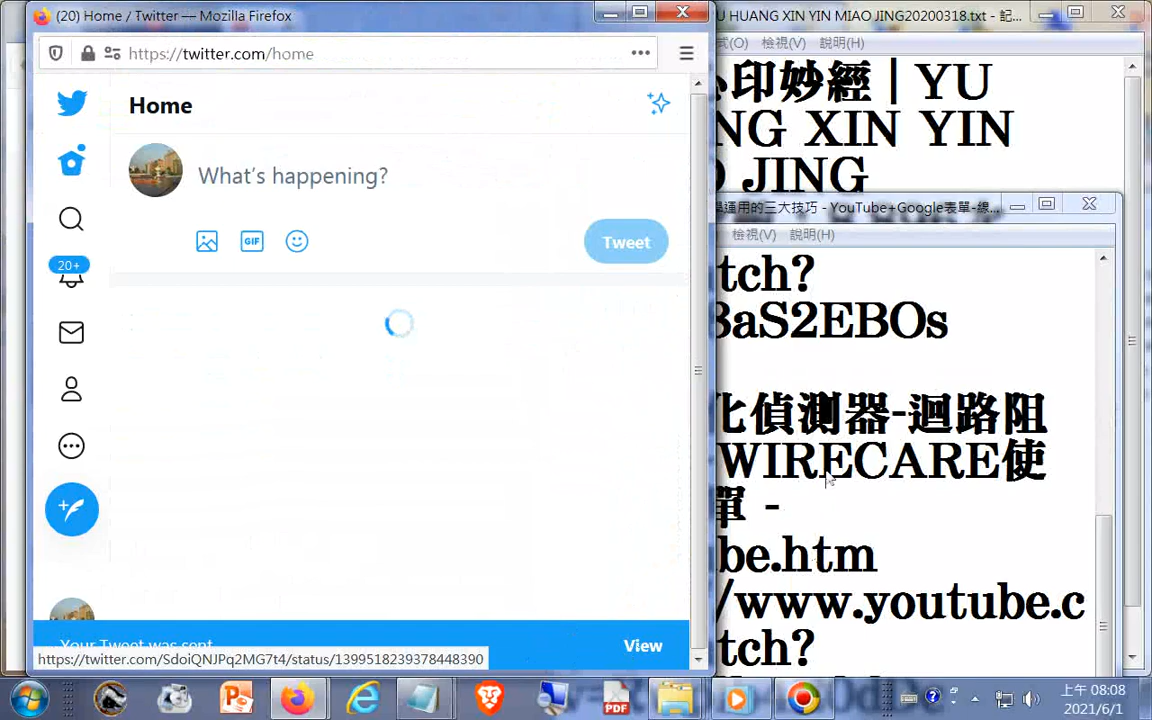 (20) Home / Twitter — Mozilla Firefox
https://twitter.com/home
Home
What's happening?
GIF
Tweet
20+
Your Tweet was sent
View
https://twitter.com/SdoiQNJPq2MG7t4/status/1399518239378448390
U HUANG XIN YIN MIAO JING20200318.txt - 記...
式(O) 檢視(V) 說明(H)
心印妙經 | YU
NG XIN YIN
O JING
學運用的三大技巧 - YouTube+Google表單-線...
檢視(V) 說明(H)
tch?
3aS2EBOs
化偵測器-迴路阻
WIRECARE使
單 -
be.htm
/www.youtube.c
tch?
PDF
上午 08:08
2021/6/1